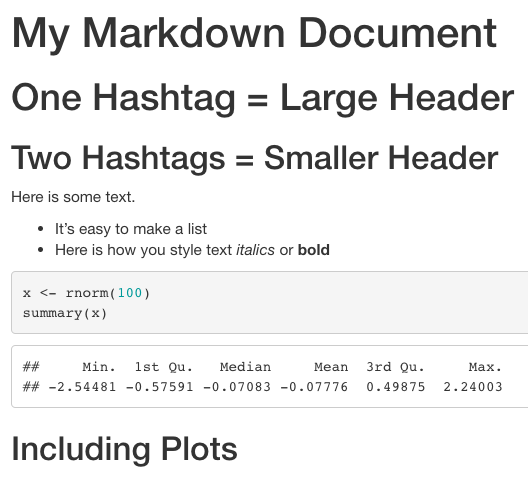 My Markdown Document
One Hashtag = Large Header
Two Hashtags = Smaller Header
Here is some text.
• It’s easy to make a list
• Here is how you style text italics or bold
x <- rnorm(100)
summary(x)
##     Min.  1st Qu.   Median     Mean  3rd Qu.     Max.
## -2.54481 -0.57591 -0.07083 -0.07776  0.49875  2.24003
Including Plots